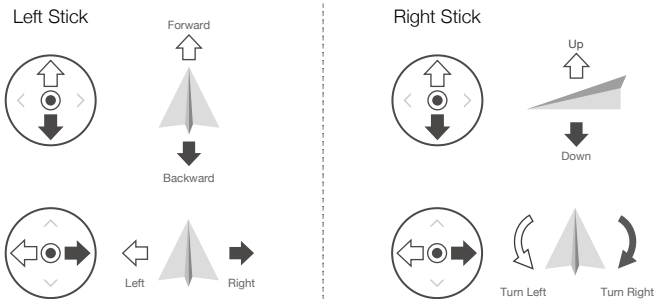 Left Stick
Forward
Backward
Left
Right
Right Stick
Up
Down
Turn Left
Turn Right